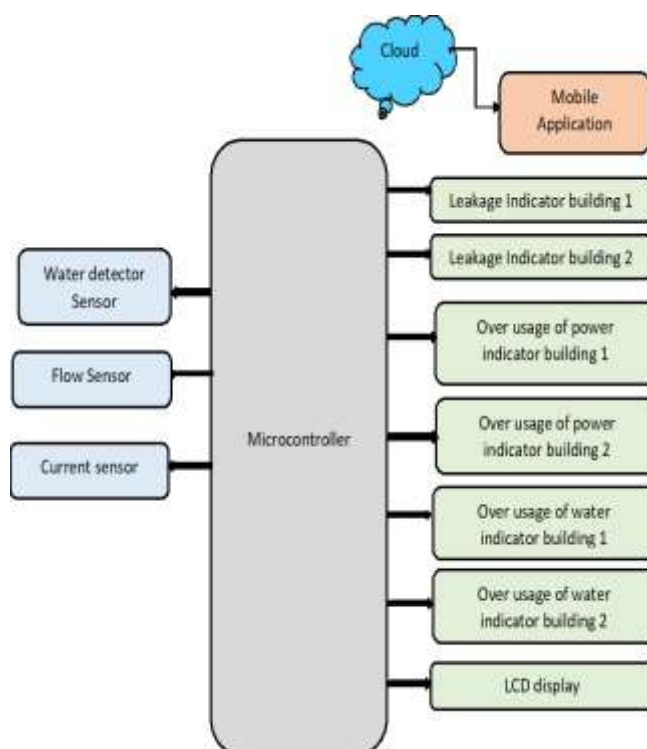 Cloud
Mobile
Application
Leakage Indicator building 1
Leakage Indicator building 2
Water detector
Sensor
Over usage of power
indicator building 1
Flow Sensor
Over usage of power
indicator building 2
Microcontroller
Current sensor
Over usage of water
indicator building 1
Over usage of water
indicator building 2
LCD display